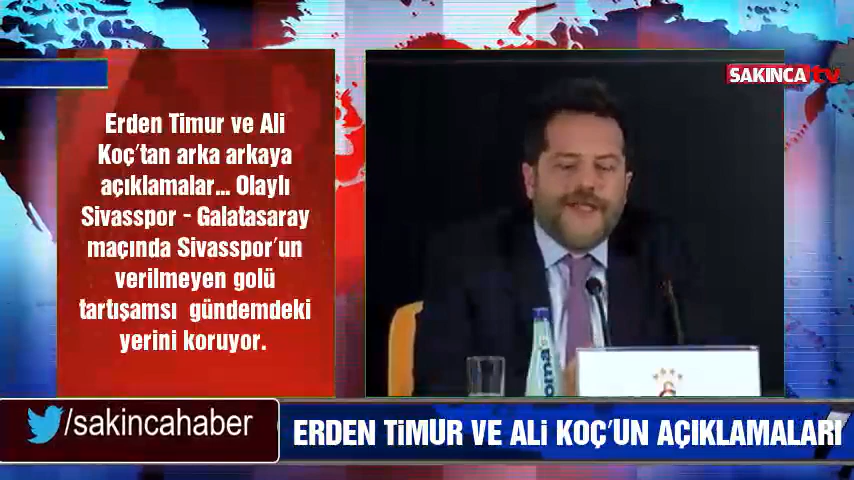 SAKINCA tv
Erden Timur ve Ali
Koç'tan arka arkaya
açıklamalar... Olaylı
Sivasspor - Galatasaray
maçında Sivasspor'un
verilmeyen golü
tartışamsı gündemdeki
yerini koruyor.
oma
/sakincahaber
ERDEN TİMUR VE ALİ KOÇ'UN AÇIKLAMALARI